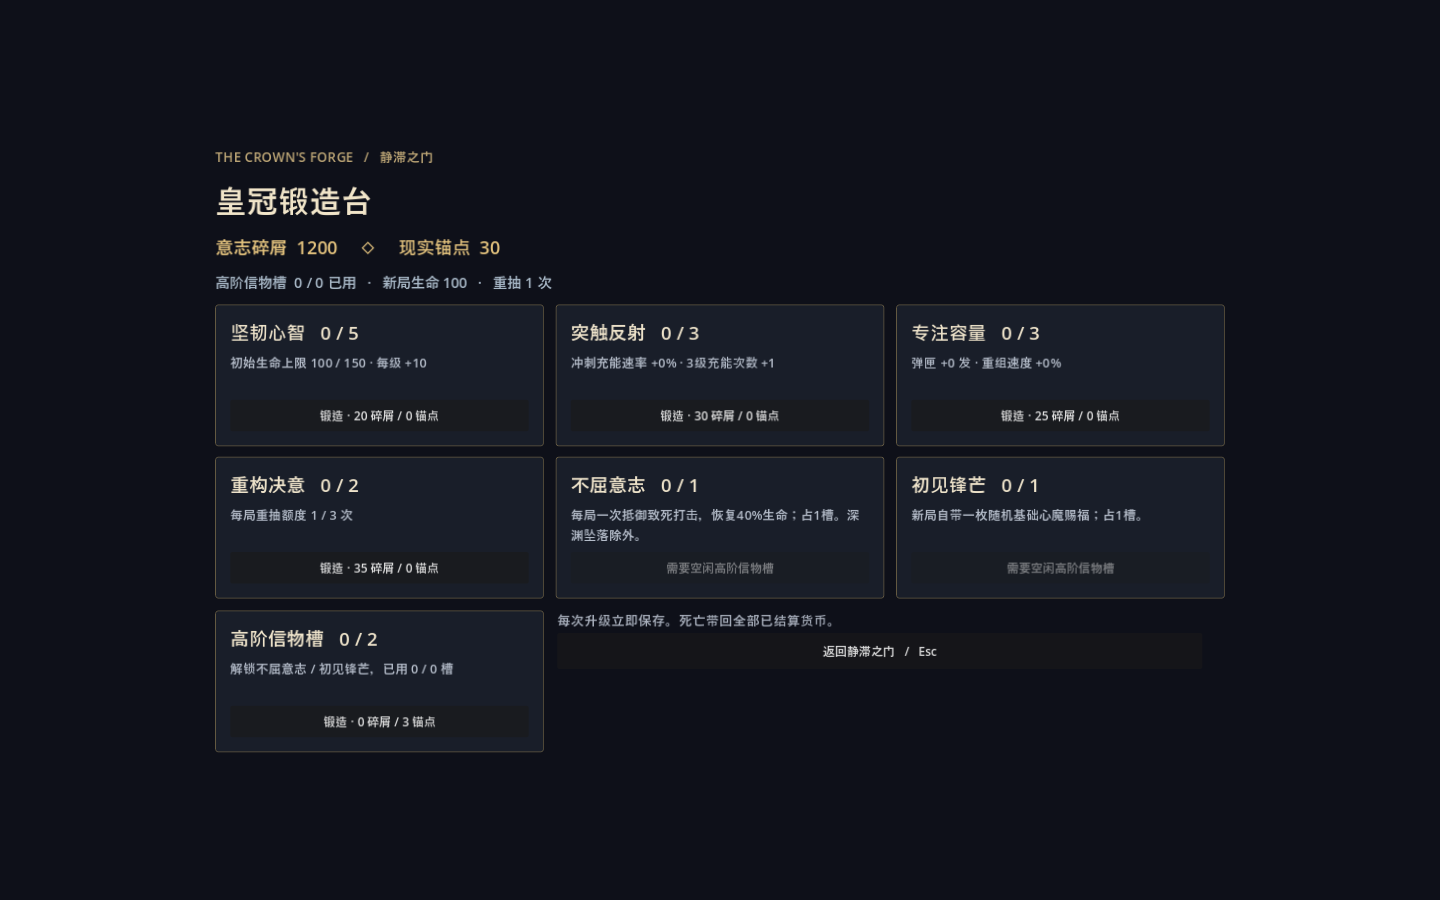 THE CROWN'S FORGE / 静滞之门
皇冠锻造台
意志碎屑 1200 ◇ 现实锚点 30
高阶信物槽 0 / 0 已用 · 新局生命 100 · 重抽 1 次
坚韧心智 0 / 5
初始生命上限 100 / 150 · 每级 +10
锻造 · 20 碎屑 / 0 锚点
突触反射 0 / 3
冲刺充能速率 +0% · 3级充能次数 +1
锻造 · 30 碎屑 / 0 锚点
专注容量 0 / 3
弹匣 +0 发 · 重组速度 +0%
锻造 · 25 碎屑 / 0 锚点
重构决意 0 / 2
每局重抽额度 1 / 3 次
锻造 · 35 碎屑 / 0 锚点
不屈意志 0 / 1
每局一次抵御致死打击，恢复40%生命；占1槽。深
渊坠落除外。
需要空闲高阶信物槽
初见锋芒 0 / 1
新局自带一枚随机基础心魔赐福；占1槽。
需要空闲高阶信物槽
高阶信物槽 0 / 2
解锁不屈意志 / 初见锋芒，已用 0 / 0 槽
锻造 · 0 碎屑 / 3 锚点
每次升级立即保存。死亡带回全部已结算货币。
返回静滞之门 / Esc